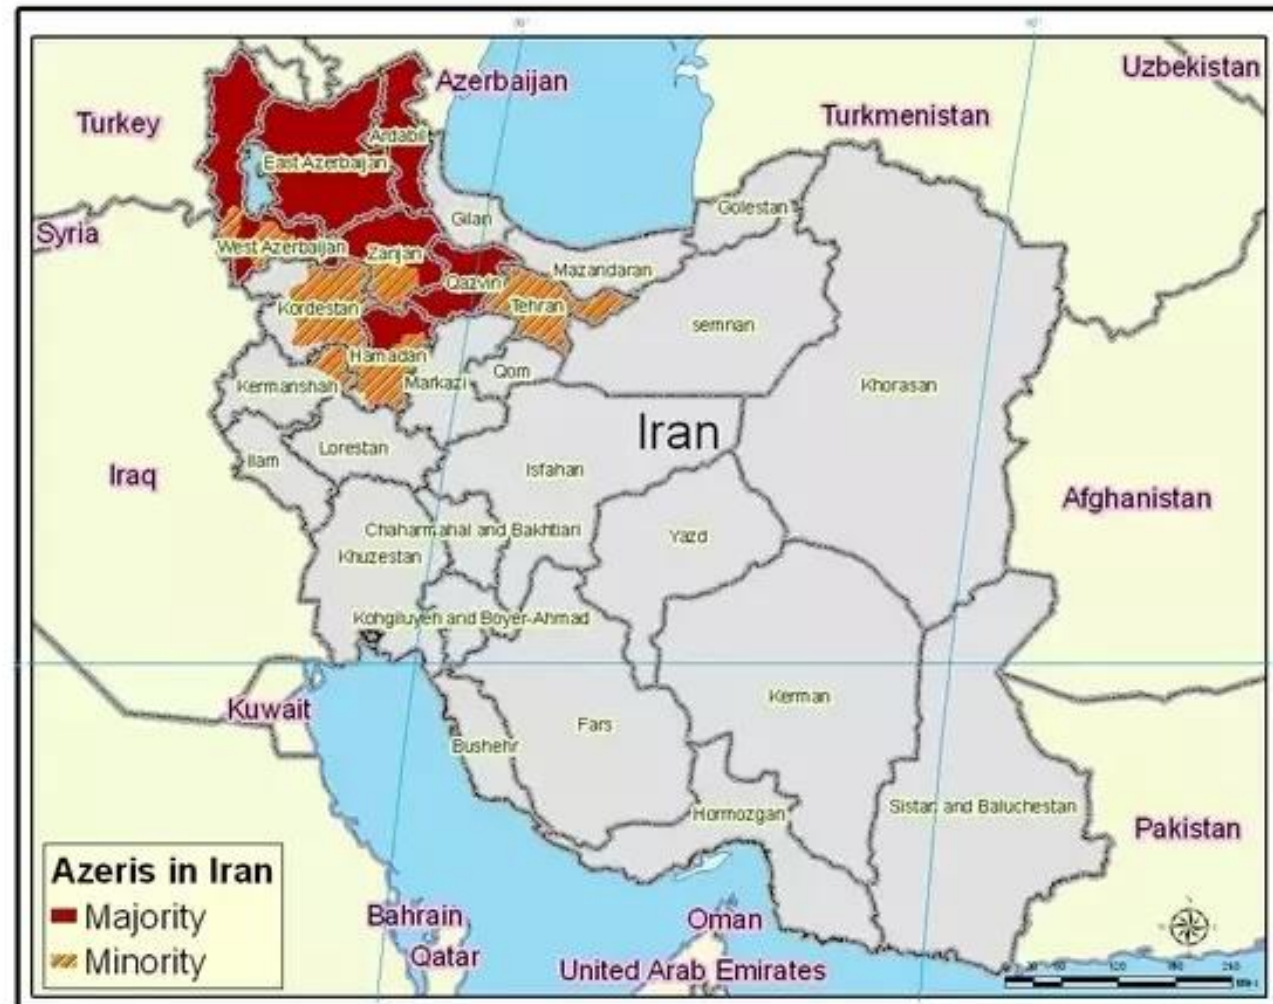 Azerbaijan
Uzbekistan
Turkey
Turkmenistan
Ardabil
East Azerbaijan
Gilan
Golestan
Syria
West Azerbaijan
Zanjan
Mazandaran
Qazvin
Kordestan
Tehran
semnan
Hamadan
Qom
Kermanshah
Markazi
Khorasan
Iran
Lorestan
Ilam
Isfahan
Iraq
Afghanistan
Chaharmahal and Bakhtiari
Yazd
Khuzestan
Kohgiluyeh and Boyer-Ahmad
Kuwait
Kerman
Fars
Bushehr
Hormozgan
Sistan and Baluchestan
Pakistan
Azeris in Iran
Majority
Minority
Bahrain
Qatar
Oman
United Arab Emirates